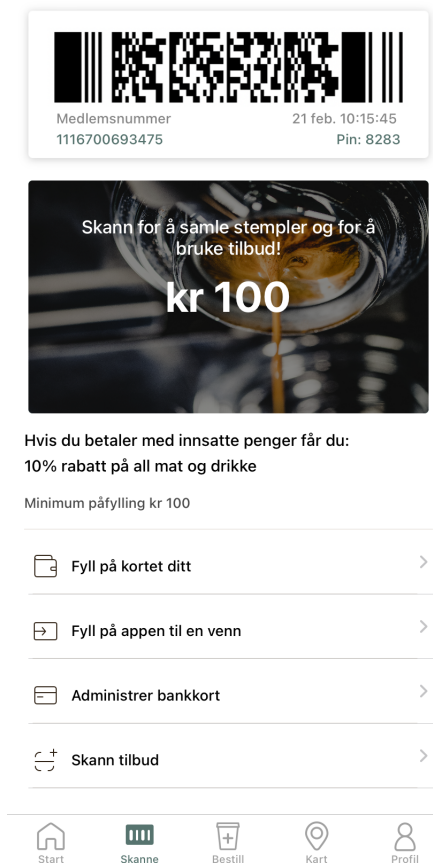 Medlemsnummer 21 feb. 10:15:45
1116700693475 Pin: 8283
Skann for å samle stempler og for å
bruke tilbud!
kr 100
Hvis du betaler med innsatte penger får du:
10% rabatt på all mat og drikke
Minimum påfylling kr 100
Fyll på kortet ditt
Fyll på appen til en venn
Administrer bankkort
Skann tilbud
Start Skanne Bestill Kart Profil